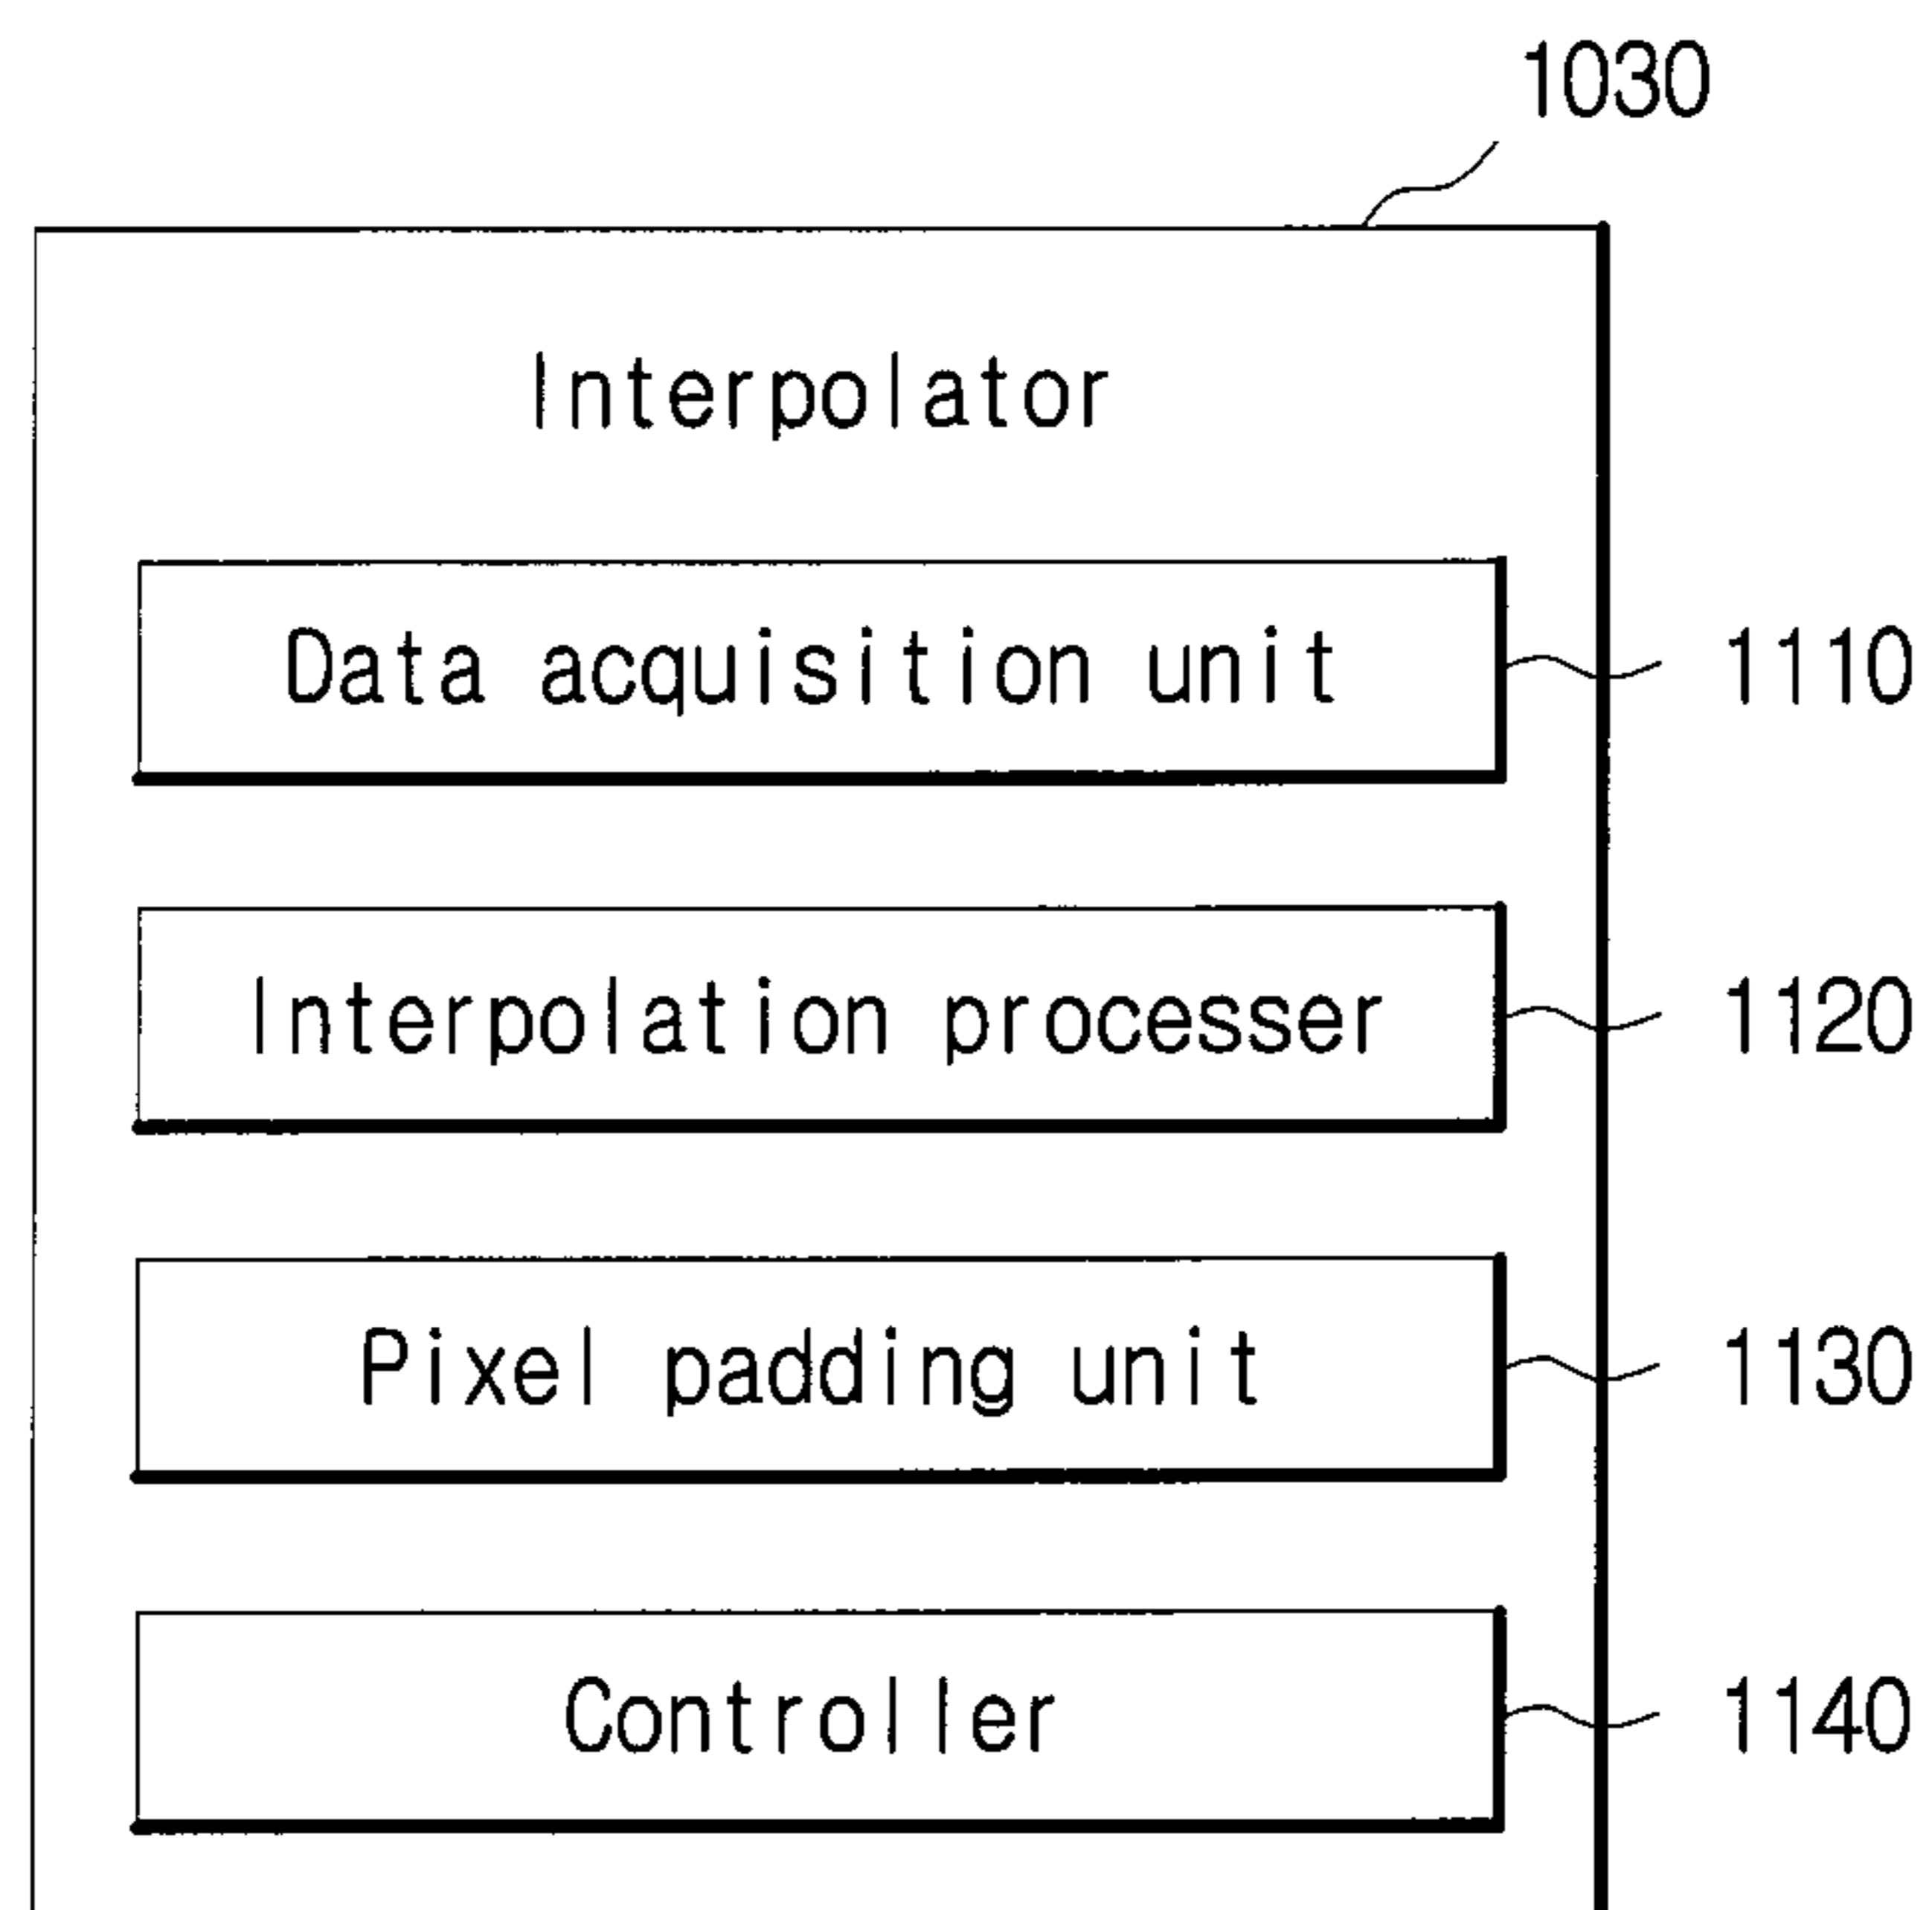 1030
Interpolator
Data acquisition unit 1110
Interpolation processer 1120
Pixel padding unit 1130
Controller 1140